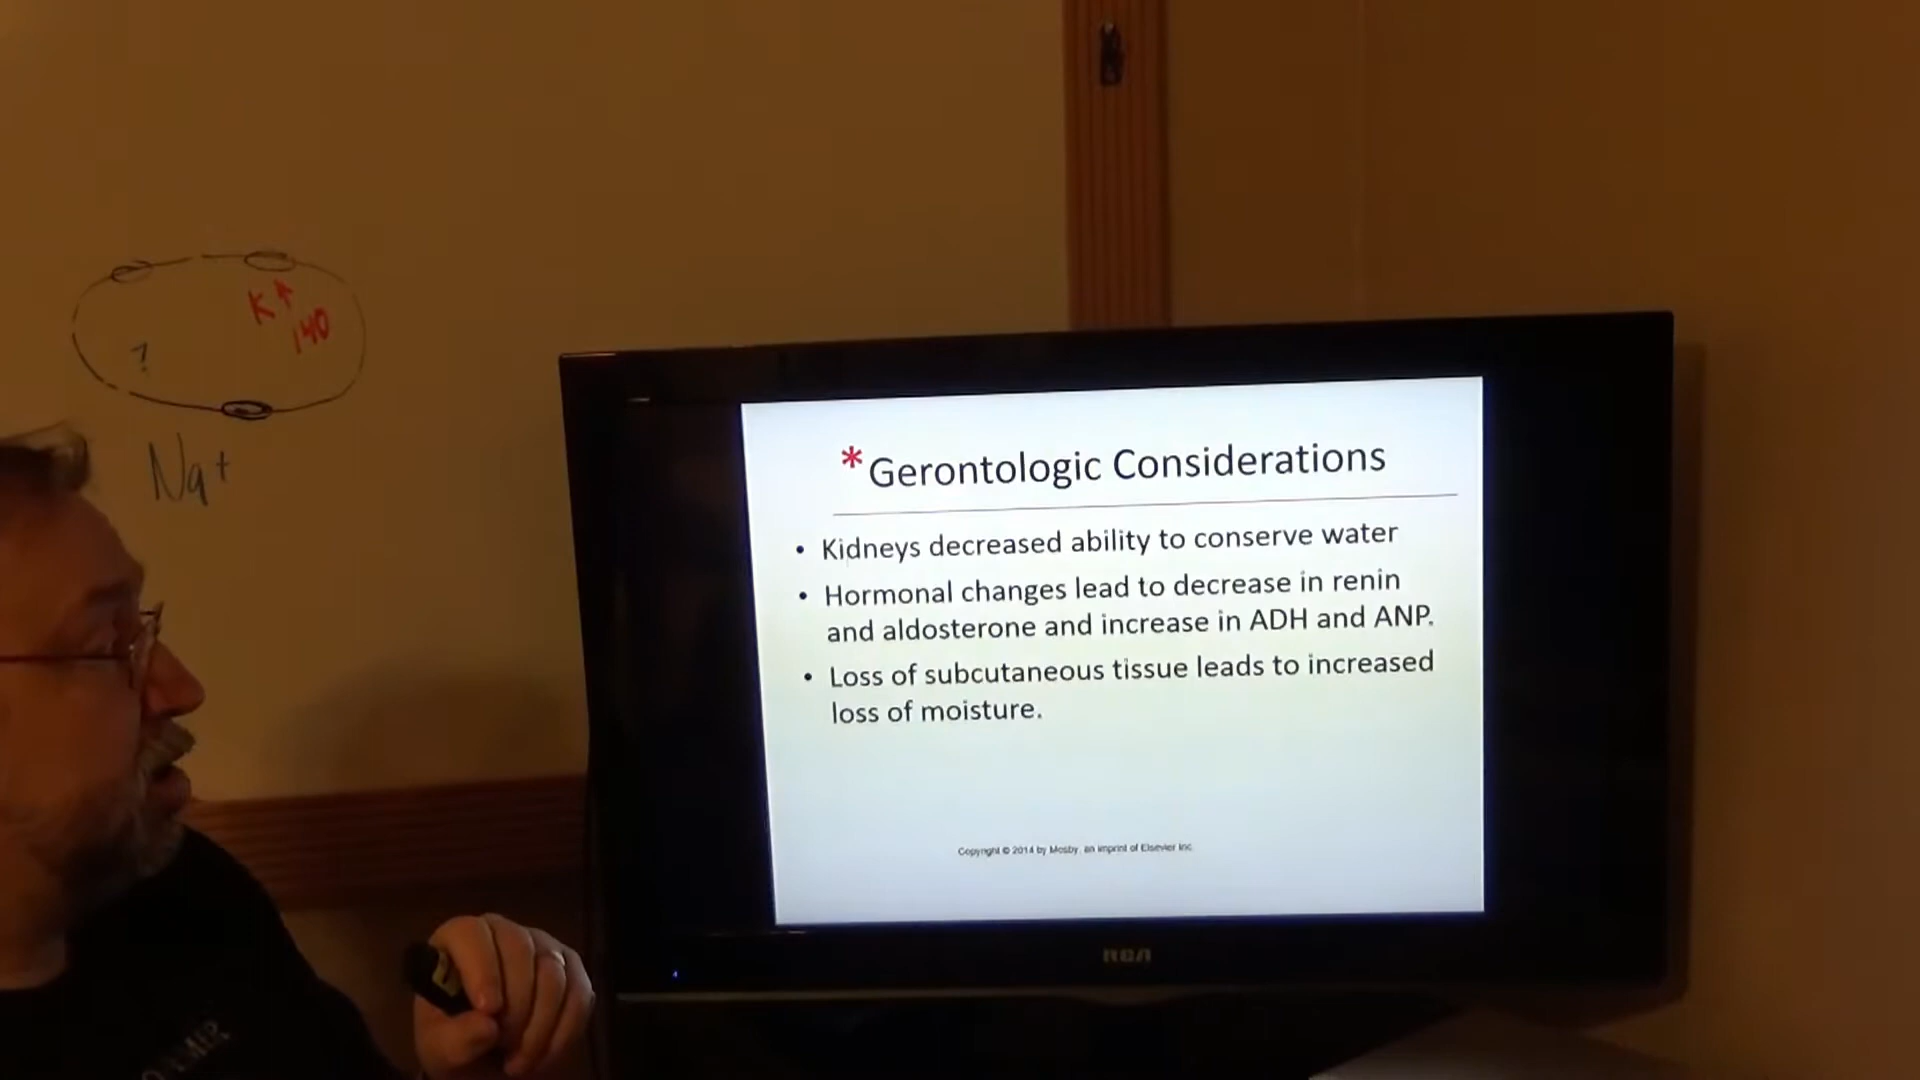 K↑
140
?
Na+
*Gerontologic Considerations
• Kidneys decreased ability to conserve water
• Hormonal changes lead to decrease in renin
and aldosterone and increase in ADH and ANP.
• Loss of subcutaneous tissue leads to increased
loss of moisture.
Copyright © 2014 by Mosby, an imprint of Elsevier Inc.
RCA